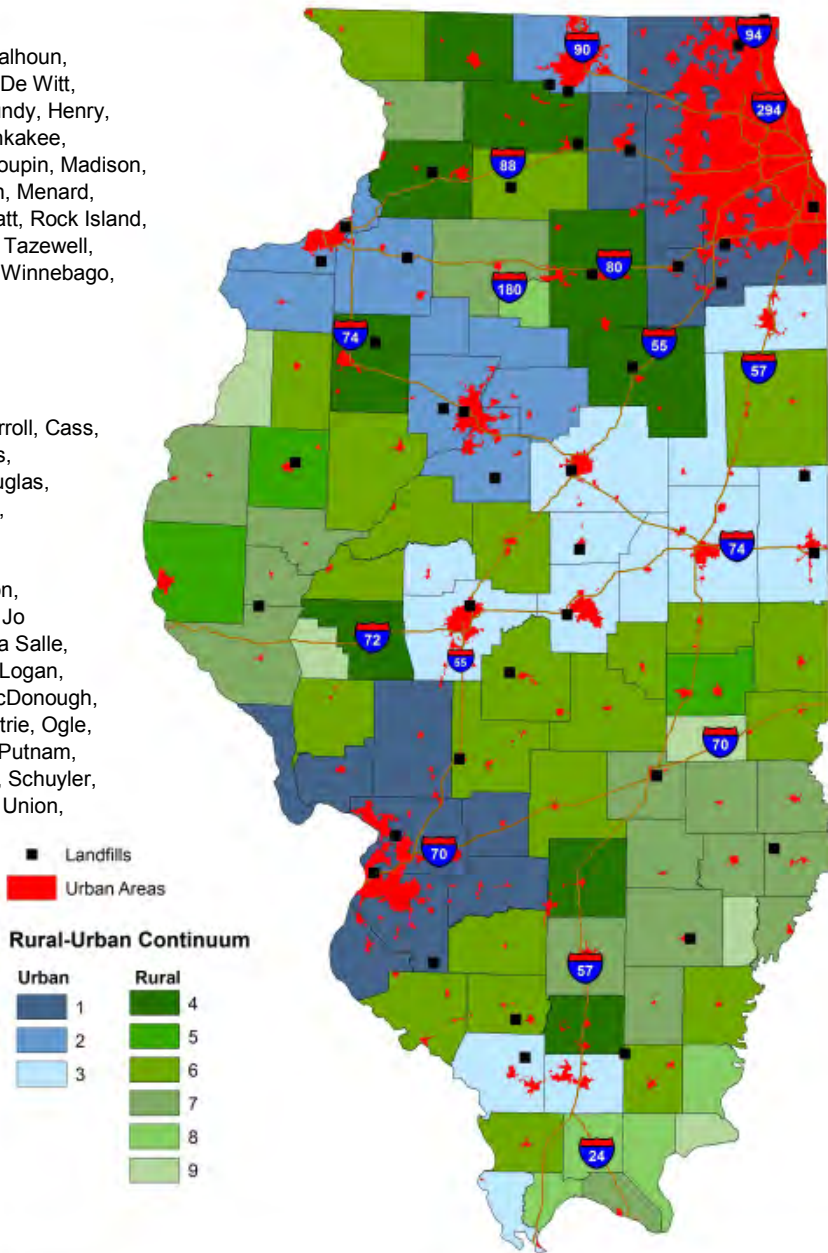 alhoun,
De Witt,
undy, Henry,
nkakee,
oupin, Madison,
n, Menard,
att, Rock Island,
Tazewell,
Winnebago,
rroll, Cass,
s,
uglas,
,
on,
Jo
a Salle,
Logan,
cDonough,
trie, Ogle,
Putnam,
, Schuyler,
Union,
90
94
294
88
80
180
74
55
57
74
72
55
70
70
57
24
Landfills
Urban Areas
Rural-Urban Continuum
Urban
Rural
1
2
3
4
5
6
7
8
9